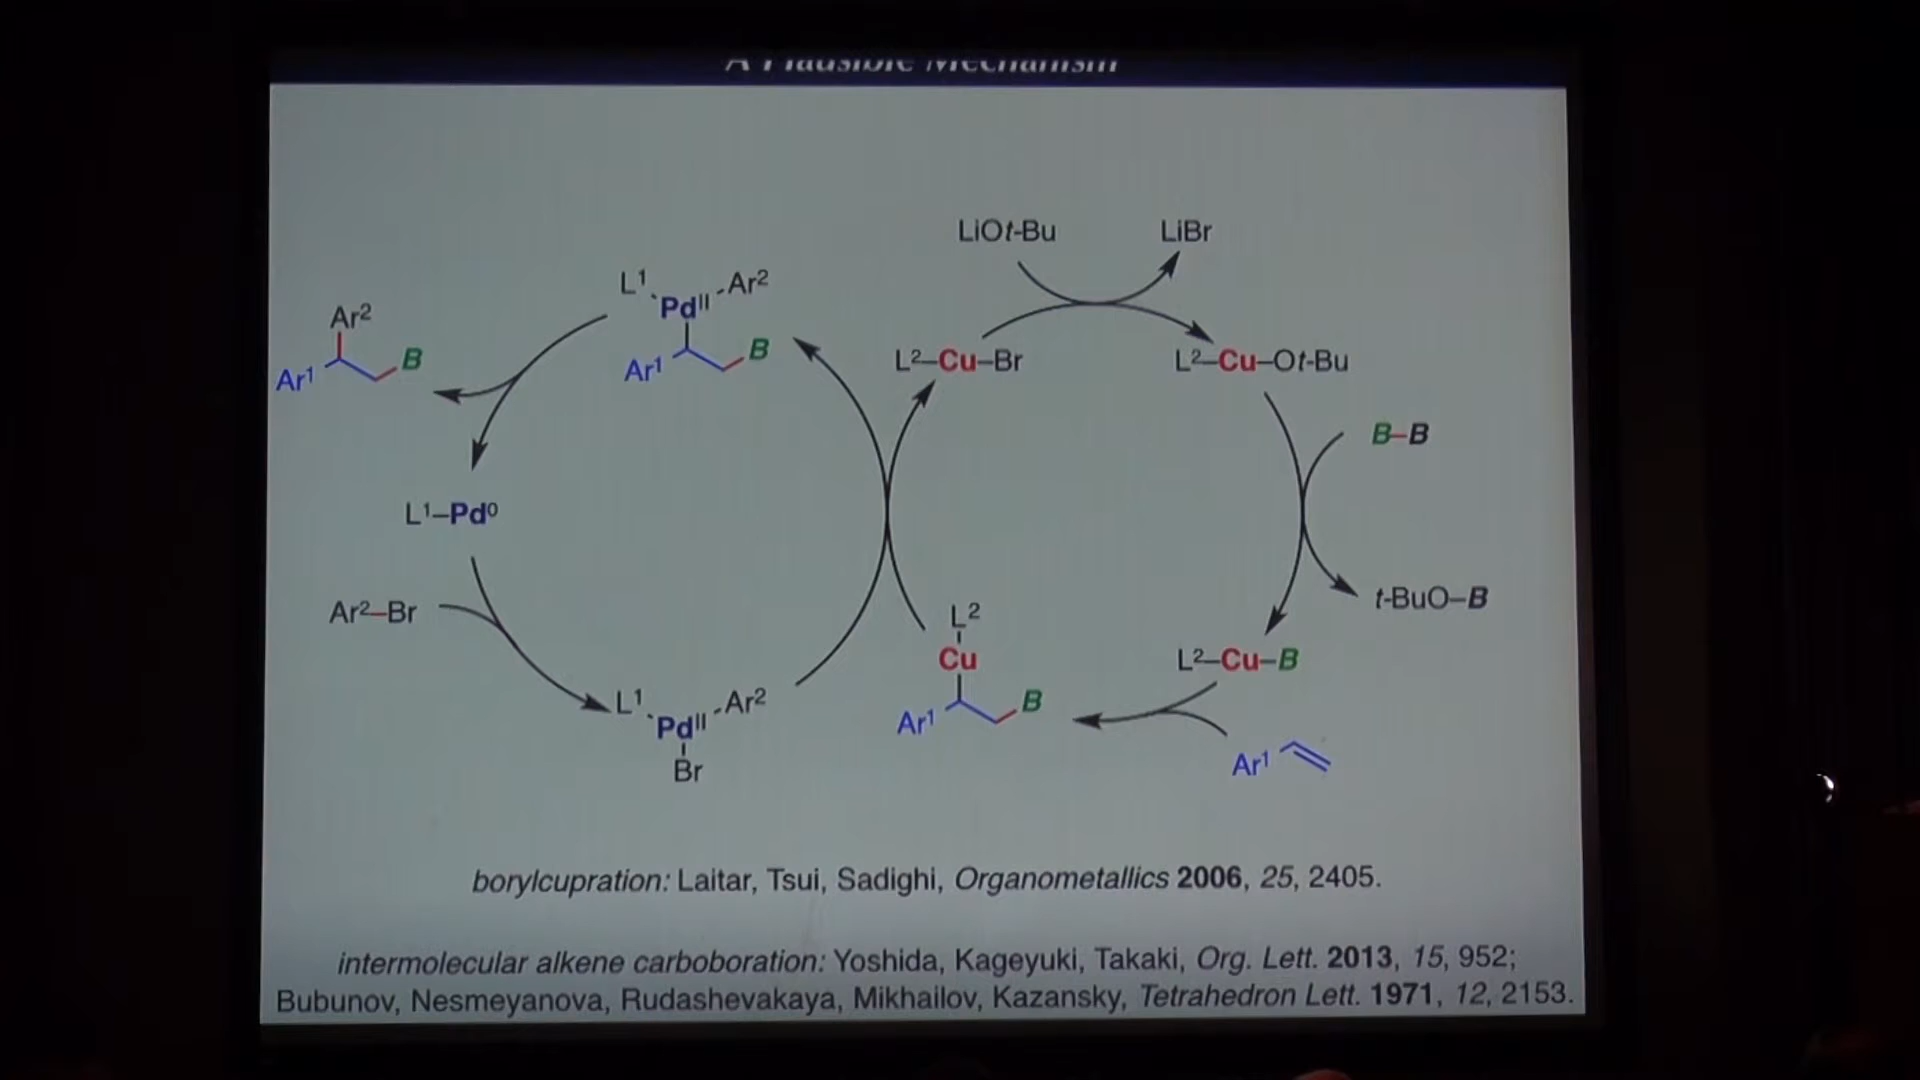 A Plausible Mechanism
LiOt-Bu LiBr
L¹ Pdᴵᴵ Ar²
Ar¹ B
Ar²
Ar¹ B
L²–Cu–Br
L²–Cu–Ot-Bu
B–B
L¹–Pd⁰
Ar²–Br
t-BuO–B
L²
Cu
Ar¹ B
L²–Cu–B
L¹ Pdᴵᴵ Ar²
Br
Ar¹
borylcupration: Laitar, Tsui, Sadighi, Organometallics 2006, 25, 2405.
intermolecular alkene carboboration: Yoshida, Kageyuki, Takaki, Org. Lett. 2013, 15, 952;
Bubunov, Nesmeyanova, Rudashevakaya, Mikhailov, Kazansky, Tetrahedron Lett. 1971, 12, 2153.